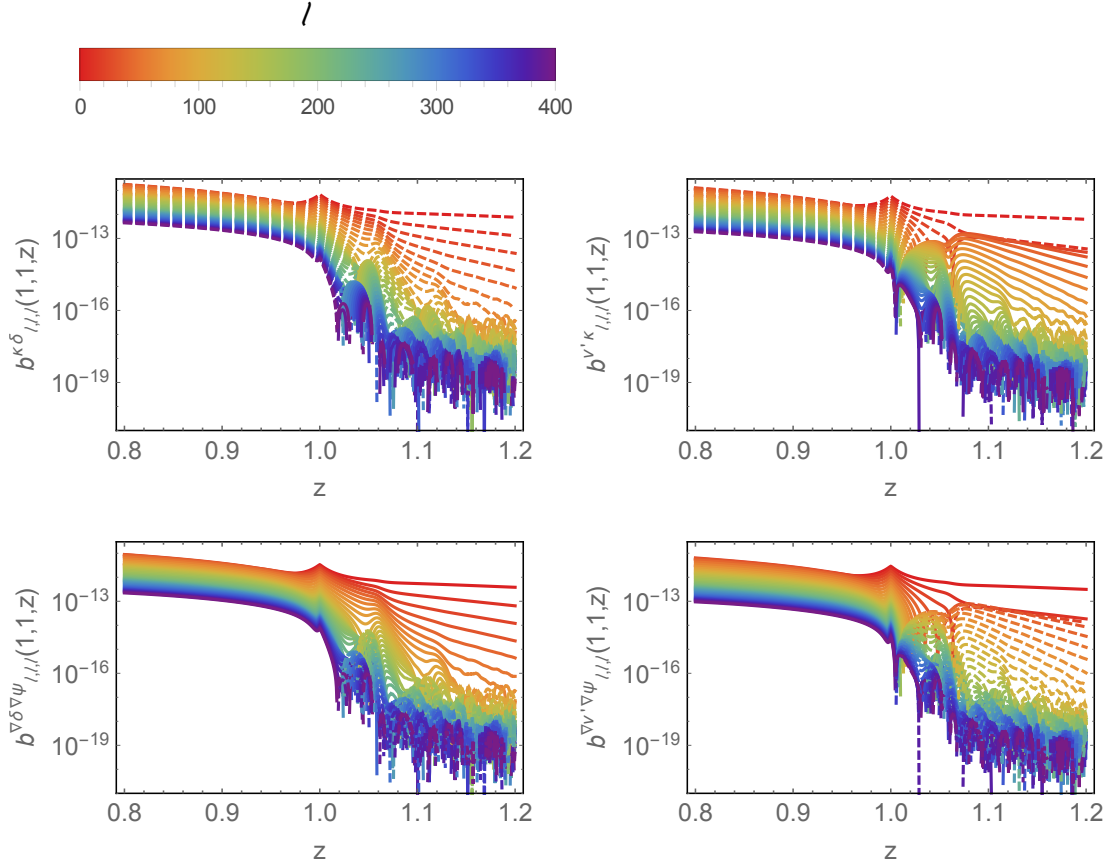 l
0 100 200 300 400
b^{κδ}_{l,l,l}(1,1,z)
10^{-13}
10^{-16}
10^{-19}
0.8 0.9 1.0 1.1 1.2
z
b^{v'κ}_{l,l,l}(1,1,z)
10^{-13}
10^{-16}
10^{-19}
0.8 0.9 1.0 1.1 1.2
z
b^{∇δ∇ψ}_{l,l,l}(1,1,z)
10^{-13}
10^{-16}
10^{-19}
0.8 0.9 1.0 1.1 1.2
z
b^{∇v'∇ψ}_{l,l,l}(1,1,z)
10^{-13}
10^{-16}
10^{-19}
0.8 0.9 1.0 1.1 1.2
z